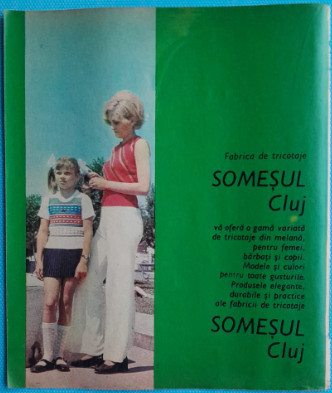 Fabrica de tricotaje
SOMEȘUL
Cluj
vă oferă o gamă variată
de tricotaje din melană,
pentru femei,
bărbați și copii.
Modele și culori
pentru toate gusturile.
Produsele elegante,
durabile și practice
ale fabricii de tricotaje
SOMEȘUL
Cluj